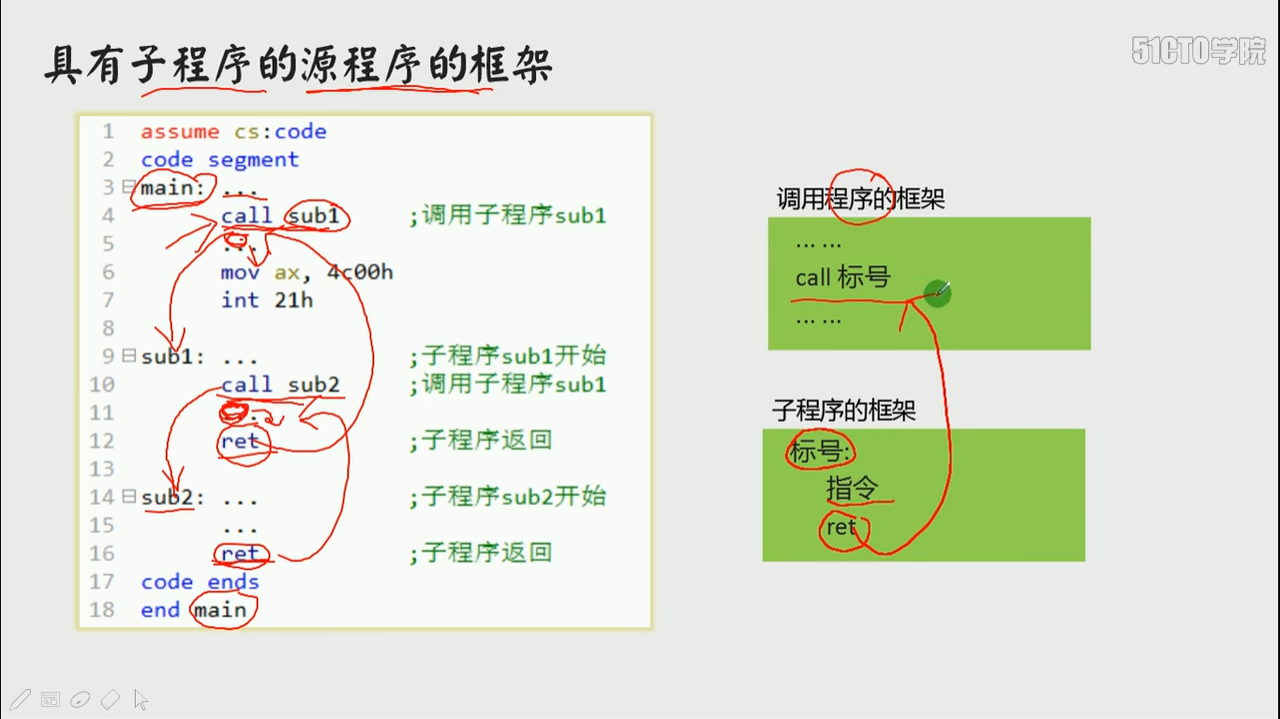 具有子程序的源程序的框架
51CTO学院
1 assume cs:code
2 code segment
3 main: ...
4 call sub1 ;调用子程序sub1
5 ...
6 mov ax, 4c00h
7 int 21h
8
9 sub1: ... ;子程序sub1开始
10 call sub2 ;调用子程序sub1
11 ...
12 ret ;子程序返回
13
14 sub2: ... ;子程序sub2开始
15 ...
16 ret ;子程序返回
17 code ends
18 end main
调用程序的框架
... ...
call 标号
... ...
子程序的框架
标号:
指令
ret